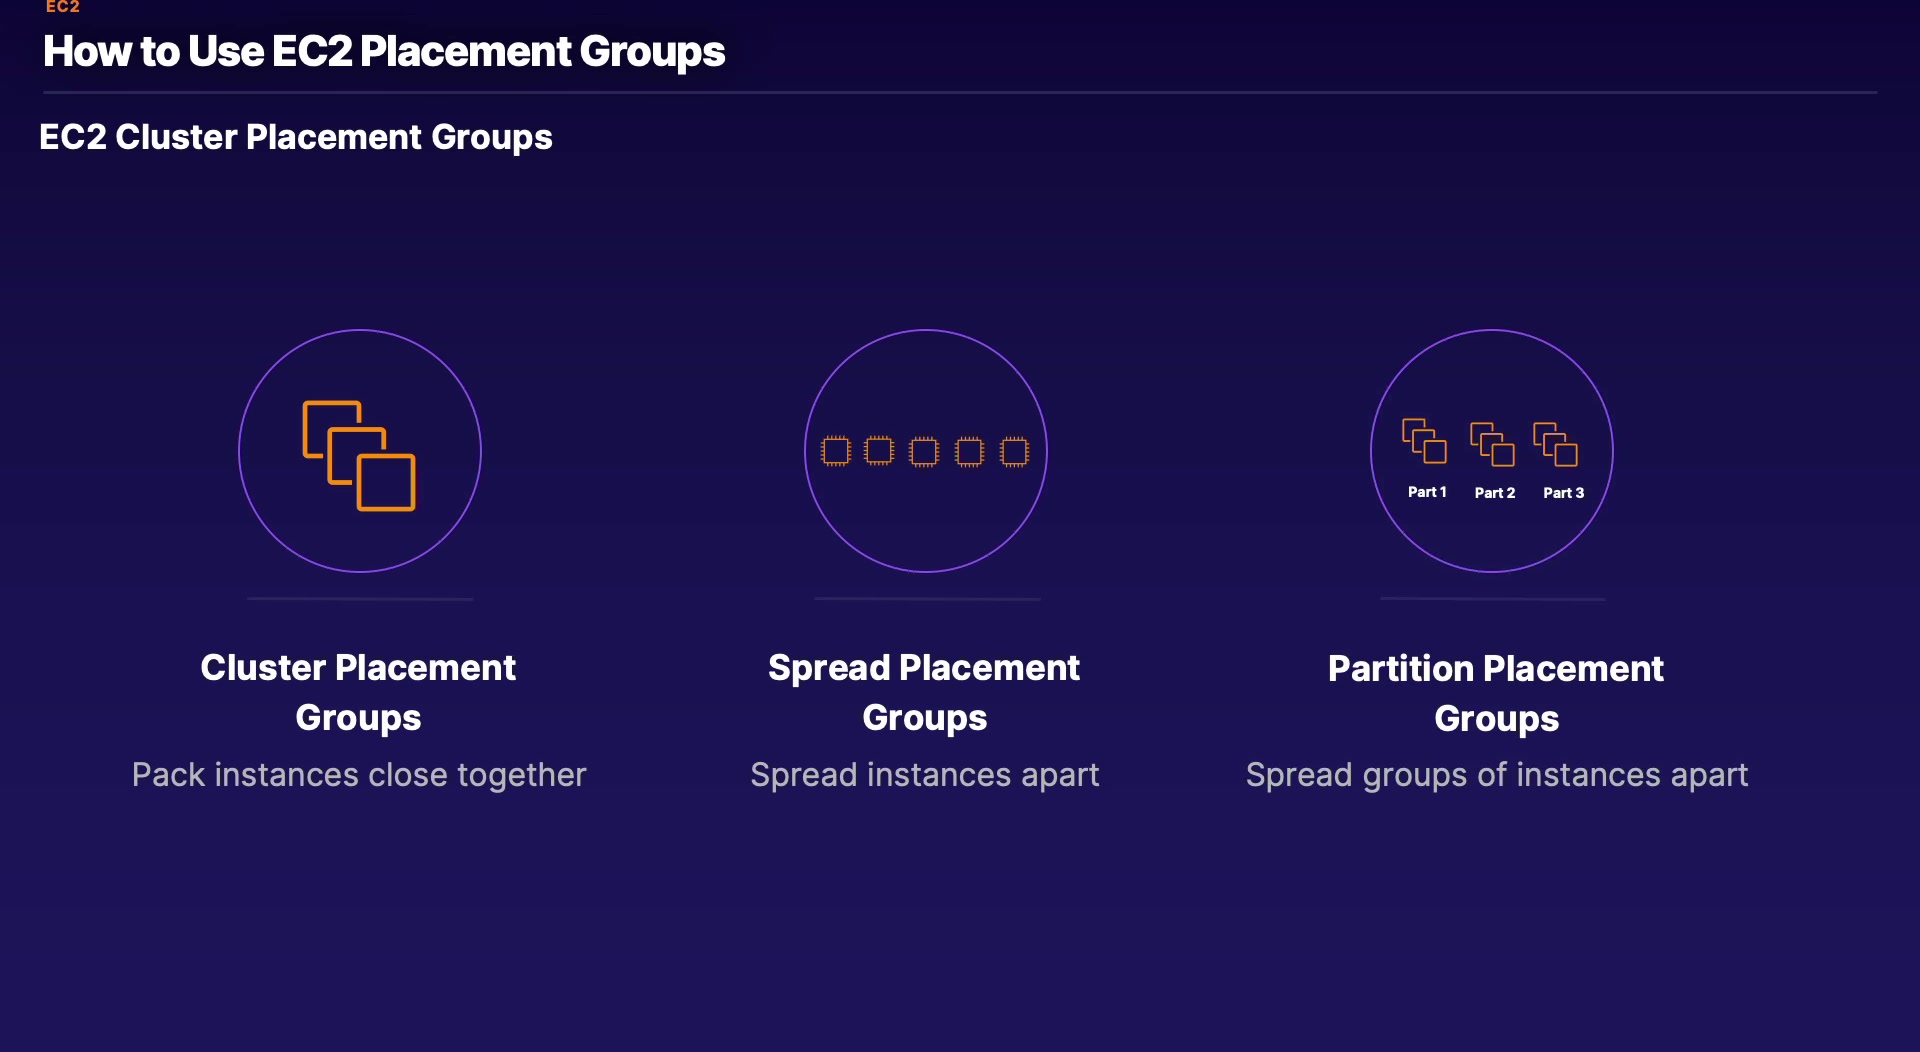 EC2
How to Use EC2 Placement Groups
EC2 Cluster Placement Groups
Part 1
Part 2
Part 3
Cluster Placement
Groups
Pack instances close together
Spread Placement
Groups
Spread instances apart
Partition Placement
Groups
Spread groups of instances apart